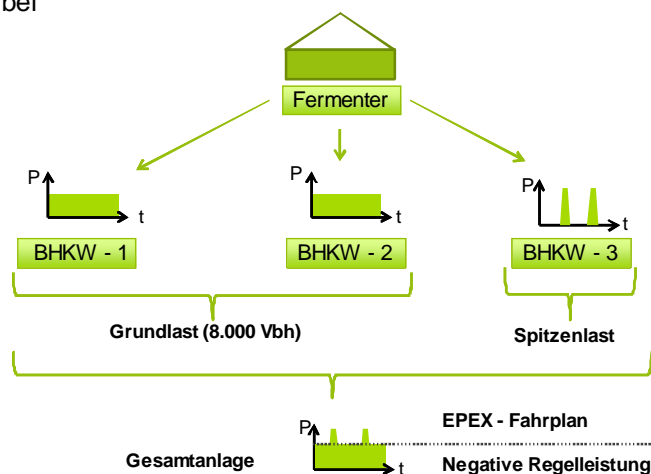 bei
Fermenter
P
t
P
t
P
t
BHKW - 1
BHKW - 2
BHKW - 3
Grundlast (8.000 Vbh)
Spitzenlast
P
t
EPEX - Fahrplan
Gesamtanlage
Negative Regelleistung